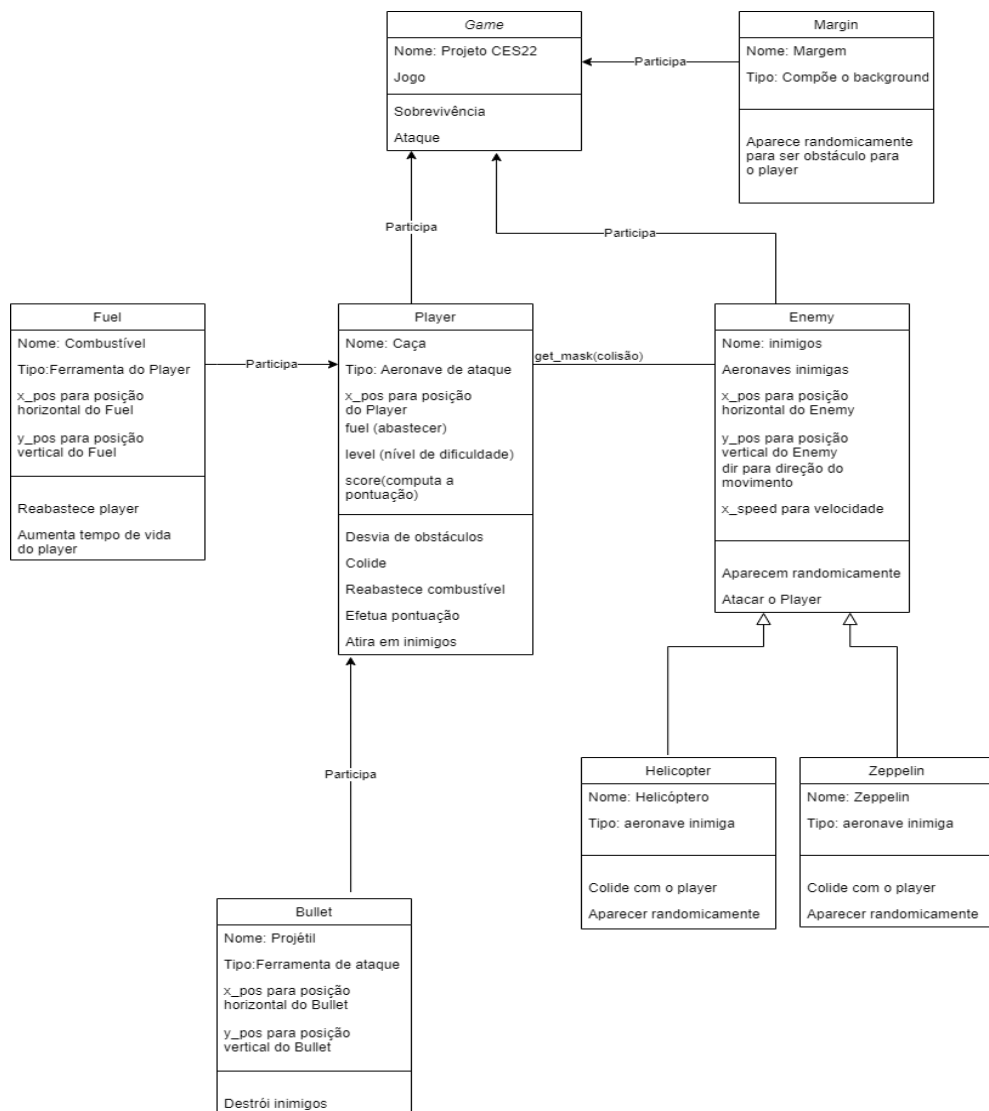 Game
Nome: Projeto CES22
Jogo
Sobrevivência
Ataque
Margin
Nome: Margem
Tipo: Compõe o background
Aparece randomicamente
para ser obstáculo para
o player
Participa
Participa
Participa
Fuel
Nome: Combustível
Tipo:Ferramenta do Player
x_pos para posição
horizontal do Fuel
y_pos para posição
vertical do Fuel
Reabastece player
Aumenta tempo de vida
do player
Participa
Player
Nome: Caça
Tipo: Aeronave de ataque
x_pos para posição
do Player
fuel (abastecer)
level (nível de dificuldade)
score(computa a
pontuação)
Desvia de obstáculos
Colide
Reabastece combustível
Efetua pontuação
Atira em inimigos
get_mask(colisão)
Enemy
Nome: inimigos
Aeronaves inimigas
x_pos para posição
horizontal do Enemy
y_pos para posição
vertical do Enemy
dir para direção do
movimento
x_speed para velocidade
Aparecem randomicamente
Atacar o Player
Participa
Helicopter
Nome: Helicóptero
Tipo: aeronave inimiga
Colide com o player
Aparecer randomicamente
Zeppelin
Nome: Zeppelin
Tipo: aeronave inimiga
Colide com o player
Aparecer randomicamente
Bullet
Nome: Projétil
Tipo:Ferramenta de ataque
x_pos para posição
horizontal do Bullet
y_pos para posição
vertical do Bullet
Destrói inimigos